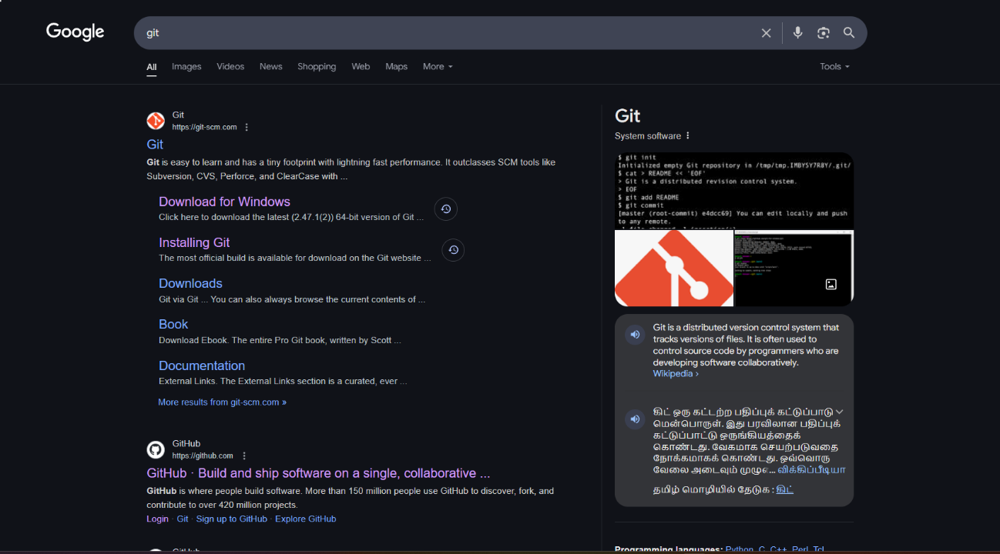 Google
git
All Images Videos News Shopping Web Maps More
Tools
Git
https://git-scm.com
Git
Git is easy to learn and has a tiny footprint with lightning fast performance. It outclasses SCM tools like
Subversion, CVS, Perforce, and ClearCase with ...
Download for Windows
Click here to download the latest (2.47.1(2)) 64-bit version of Git ...
Installing Git
The most official build is available for download on the Git website ...
Downloads
Git via Git ... You can also always browse the current contents of ...
Book
Download Ebook. The entire Pro Git book, written by Scott ...
Documentation
External Links. The External Links section is a curated, ever ...
More results from git-scm.com »
GitHub
https://github.com
GitHub · Build and ship software on a single, collaborative ...
GitHub is where people build software. More than 150 million people use GitHub to discover, fork, and
contribute to over 420 million projects.
Login · Git · Sign up to GitHub · Explore GitHub
GitHub
Git
System software
$ git init
Initialized empty Git repository in /tmp/tmp.IMBYSY7R8Y/.git/
$ cat > README << 'EOF'
> Git is a distributed revision control system.
> EOF
$ git add README
$ git commit
[master (root-commit) e4dcc69] You can edit locally and push
to any remote.
Git is a distributed version control system that
tracks versions of files. It is often used to
control source code by programmers who are
developing software collaboratively.
Wikipedia ›
கிட் ஒரு கட்டற்ற பதிப்புக் கட்டுப்பாடு
மென்பொருள். இது பரவிலான பதிப்புக்
கட்டுப்பாட்டு ஒருங்கியத்தைக்
கொண்டது. வேகமாக செயற்படுவதை
நோக்கமாகக் கொண்டது. ஒவ்வொரு
வேலை அடைவும் முழு... விக்கிப்பீடியா
தமிழ் மொழியில் தேடுக : கிட்
Programming languages: Python, C, C++, Perl, Tcl